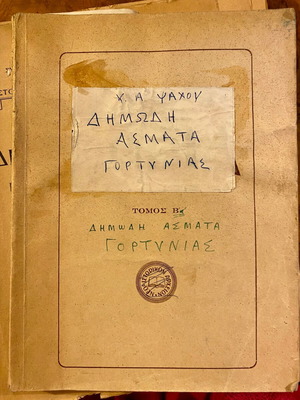 Κ Α ΨΑΧΟΥ
ΔΗΜΩΔΗ
ΑΣΜΑΤΑ
ΓΟΡΤΥΝΙΑΣ
ΤΟΜΟΣ Β
ΔΗΜΩΔΗ ΑΣΜΑΤΑ
ΓΟΡΤΥΝΙΑΣ